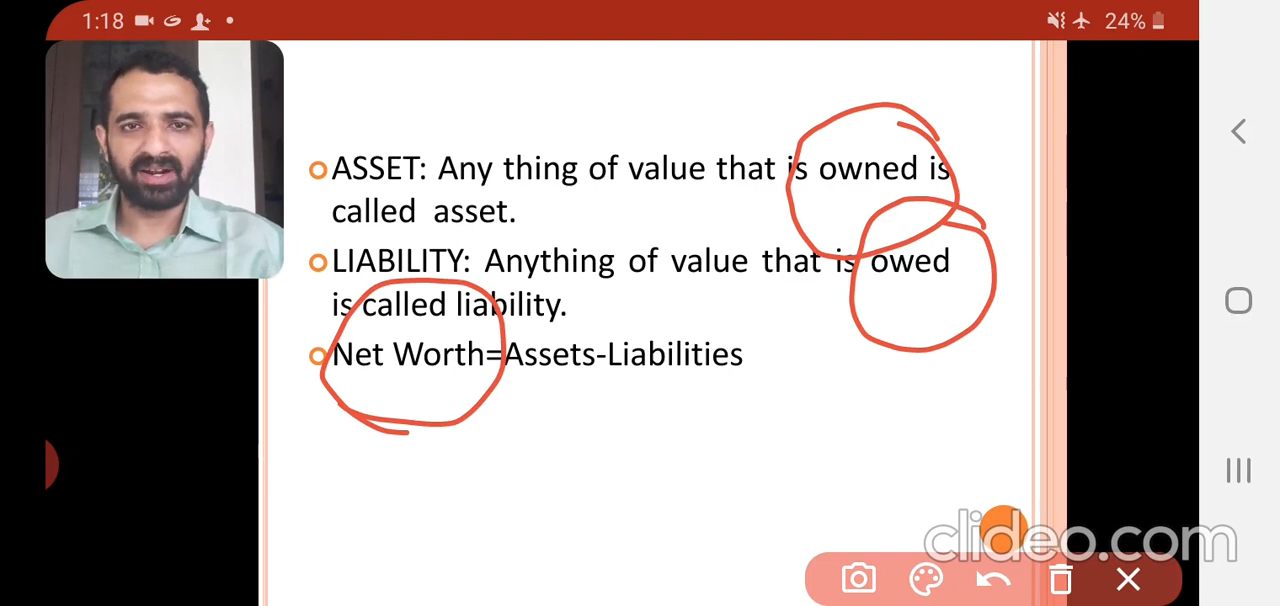 1:18
24%
ASSET: Any thing of value that is owned is
called asset.
LIABILITY: Anything of value that is owed
is called liability.
Net Worth=Assets-Liabilities
clideo.com